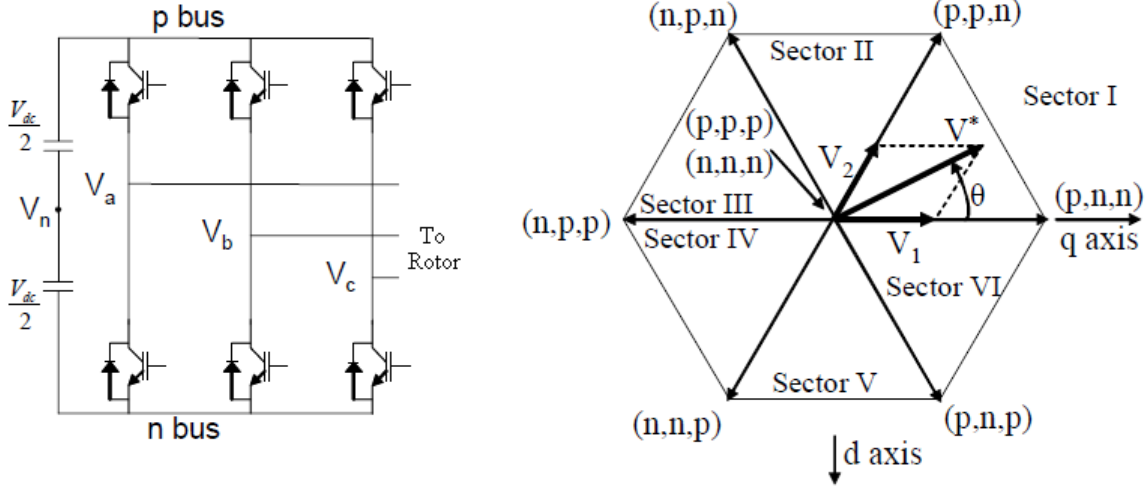 p bus
V_dc
2
V_a
V_n
V_b
To
Rotor
V_dc
2
V_c
n bus
(n,p,n)
(p,p,n)
Sector II
Sector I
(p,p,p)
V*
V_2
(n,n,n)
θ
(p,n,n)
(n,p,p)
Sector III
Sector IV
V_1
q axis
Sector VI
Sector V
(n,n,p)
(p,n,p)
d axis